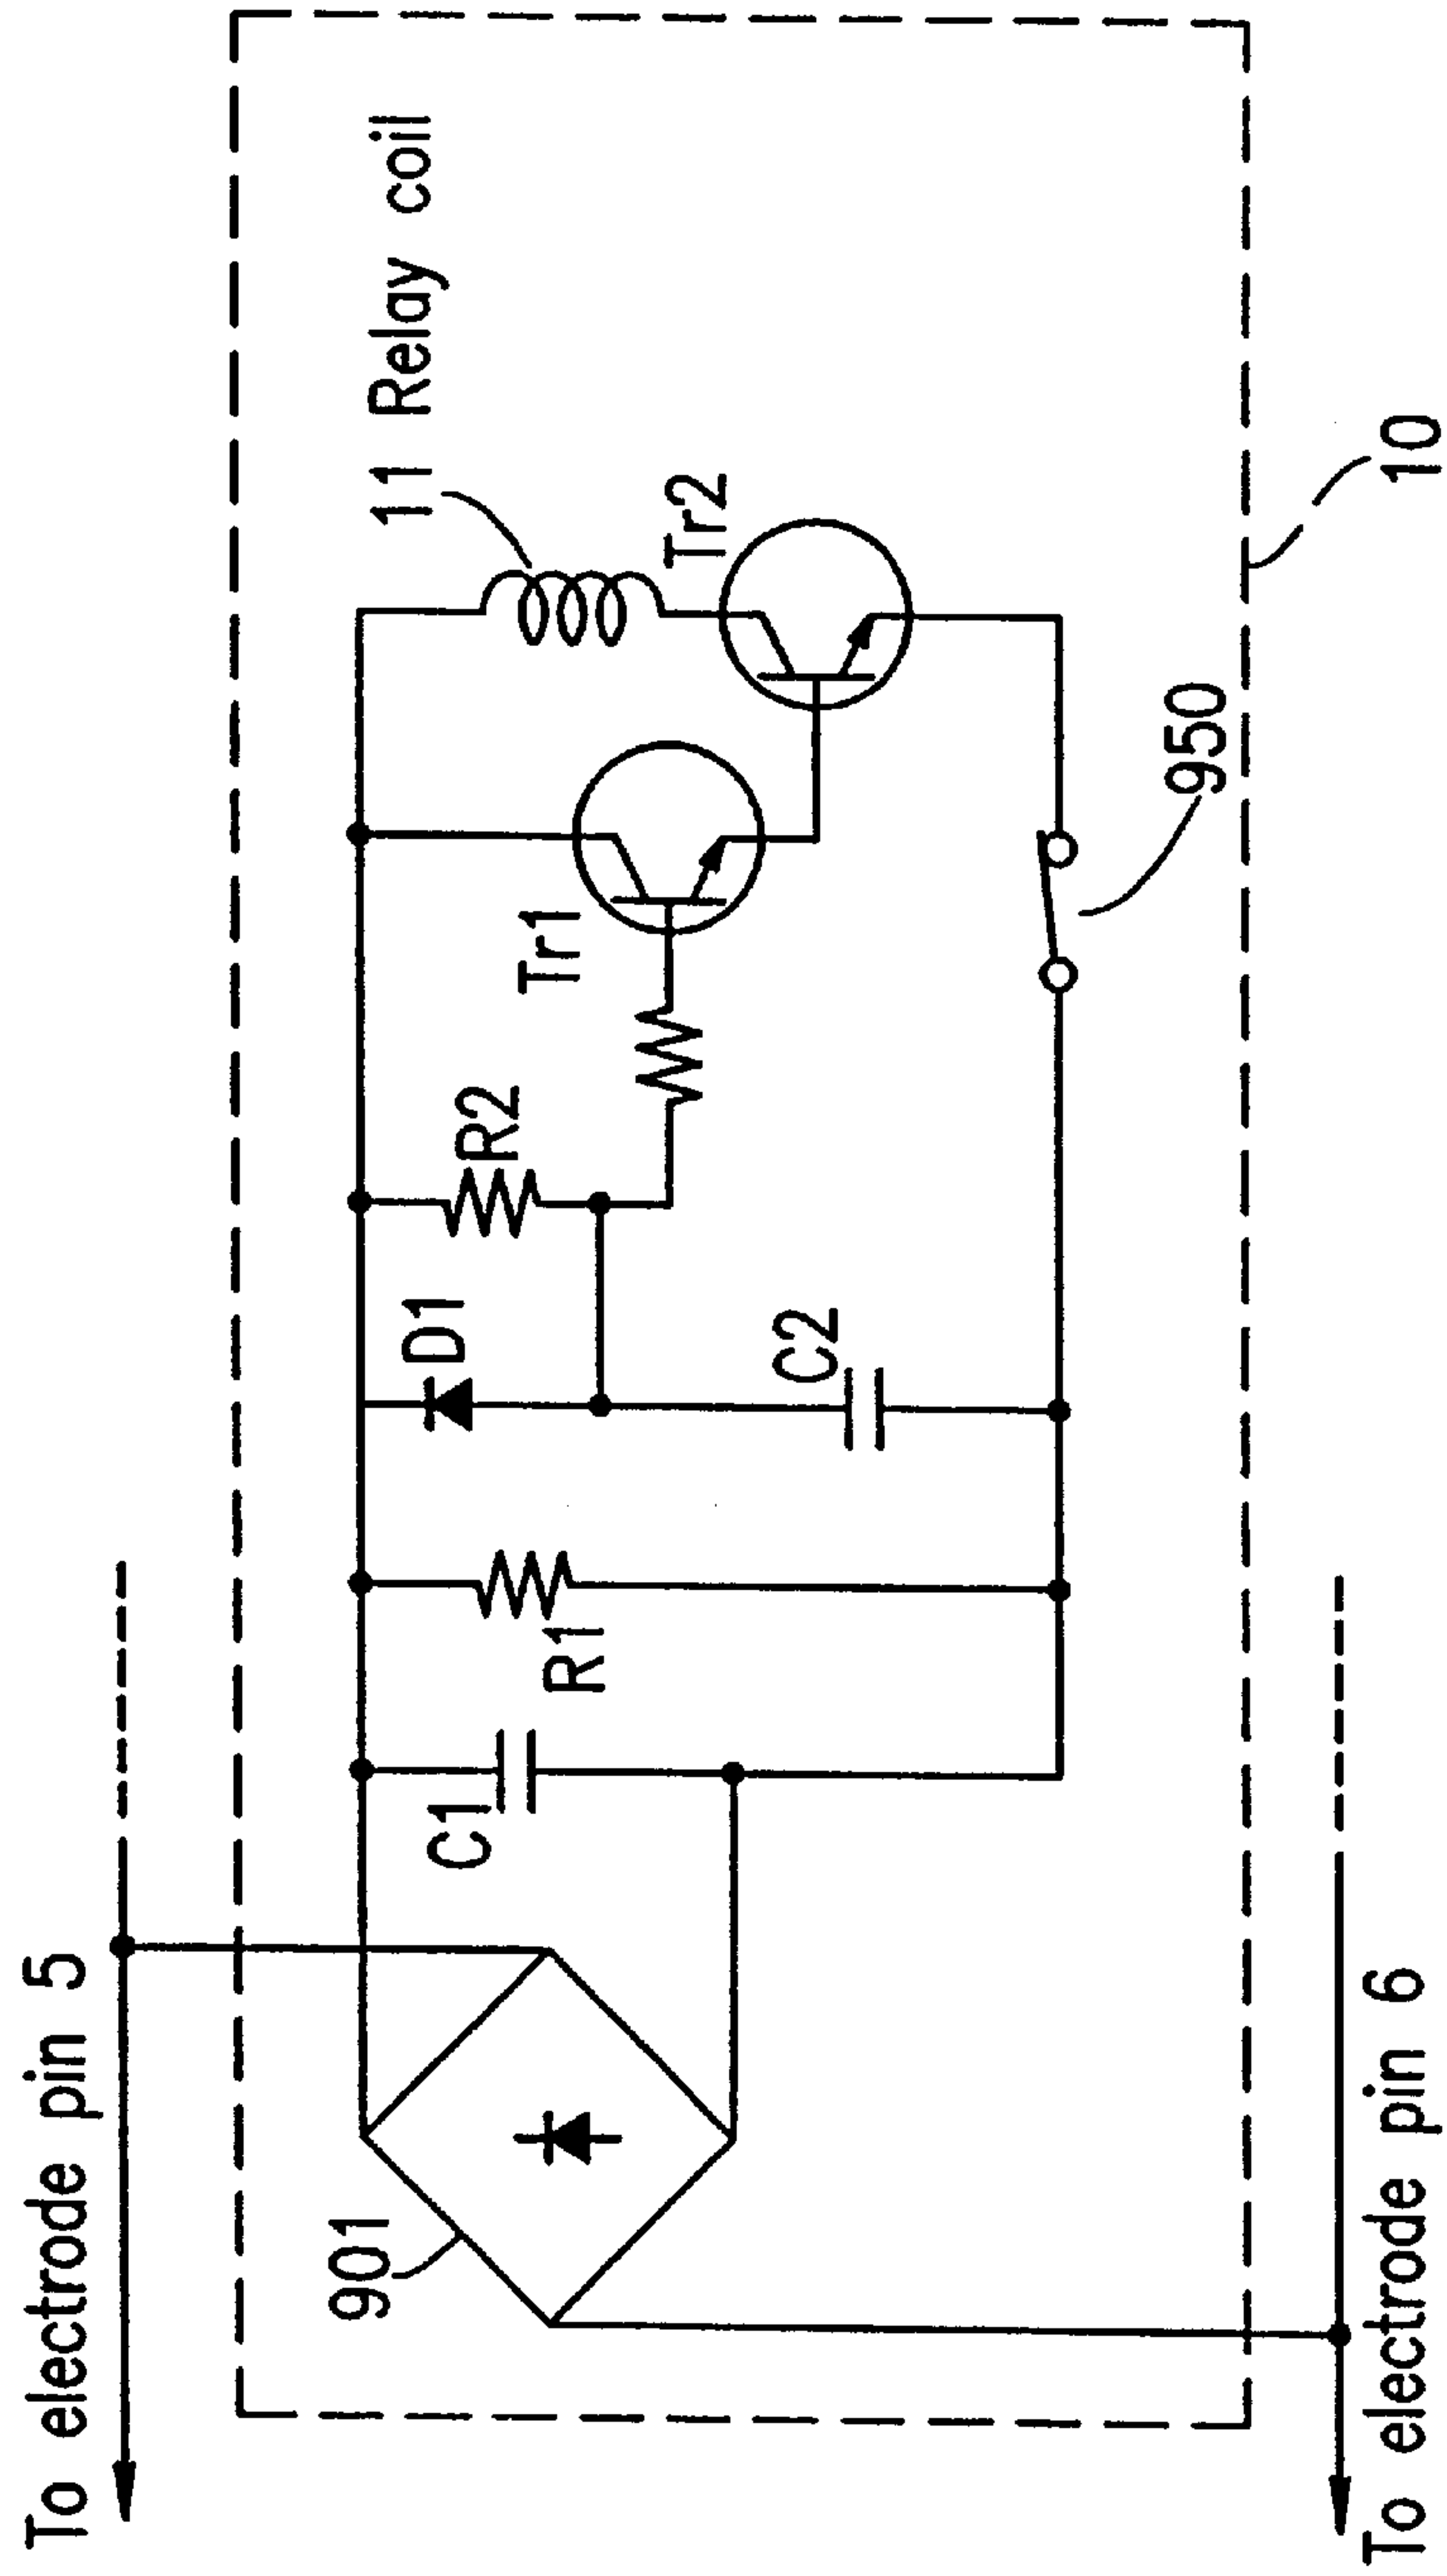 To electrode pin 5
901
C1
R1
D1
R2
C2
Tr1
Tr2
11 Relay coil
950
10
To electrode pin 6